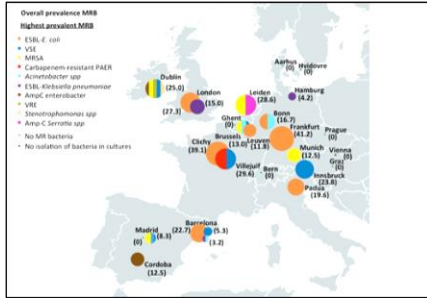 Overall prevalence MRB
Highest prevalent MRB
ESBL-E. coli
VSE
MRSA
Carbapenem-resistant PAER
Acinetobacter spp
ESBL-Klebsiella pneumoniae
AmpC enterobacter
VRE
Stenotrophomonas spp
Amp-C Serratia spp
No MR bacteria
No isolation of bacteria in cultures
Dublin
(25.0)
London
(15.0)
(27.3)
Aarhus
(0)
Hvidovre
(0)
Hamburg
(4.2)
Leiden
(28.6)
Ghent
(9)
Bonn
(16.7)
Brussels
(13.0)
Leuven
(11.8)
Frankfurt
(41.2)
Prague
(0)
Clichy
(39.1)
Villejuif
(29.6)
Munich
(12.5)
Vienna
(0)
Graz
(0)
Bern
(0)
Innsbruck
(23.8)
Padua
(19.6)
Barcelona
(22.7)
(5.3)
(3.2)
Madrid
(8.3)
(0)
Cordoba
(12.5)